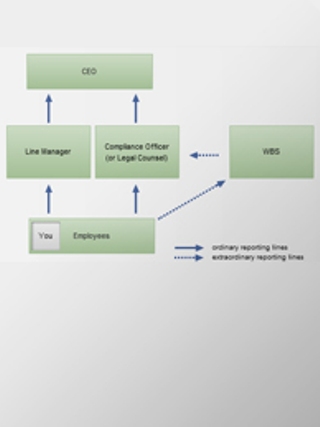 CEO
Line Manager
Compliance Officer
(or Legal Counsel)
WBS
You
Employees
ordinary reporting lines
extraordinary reporting lines